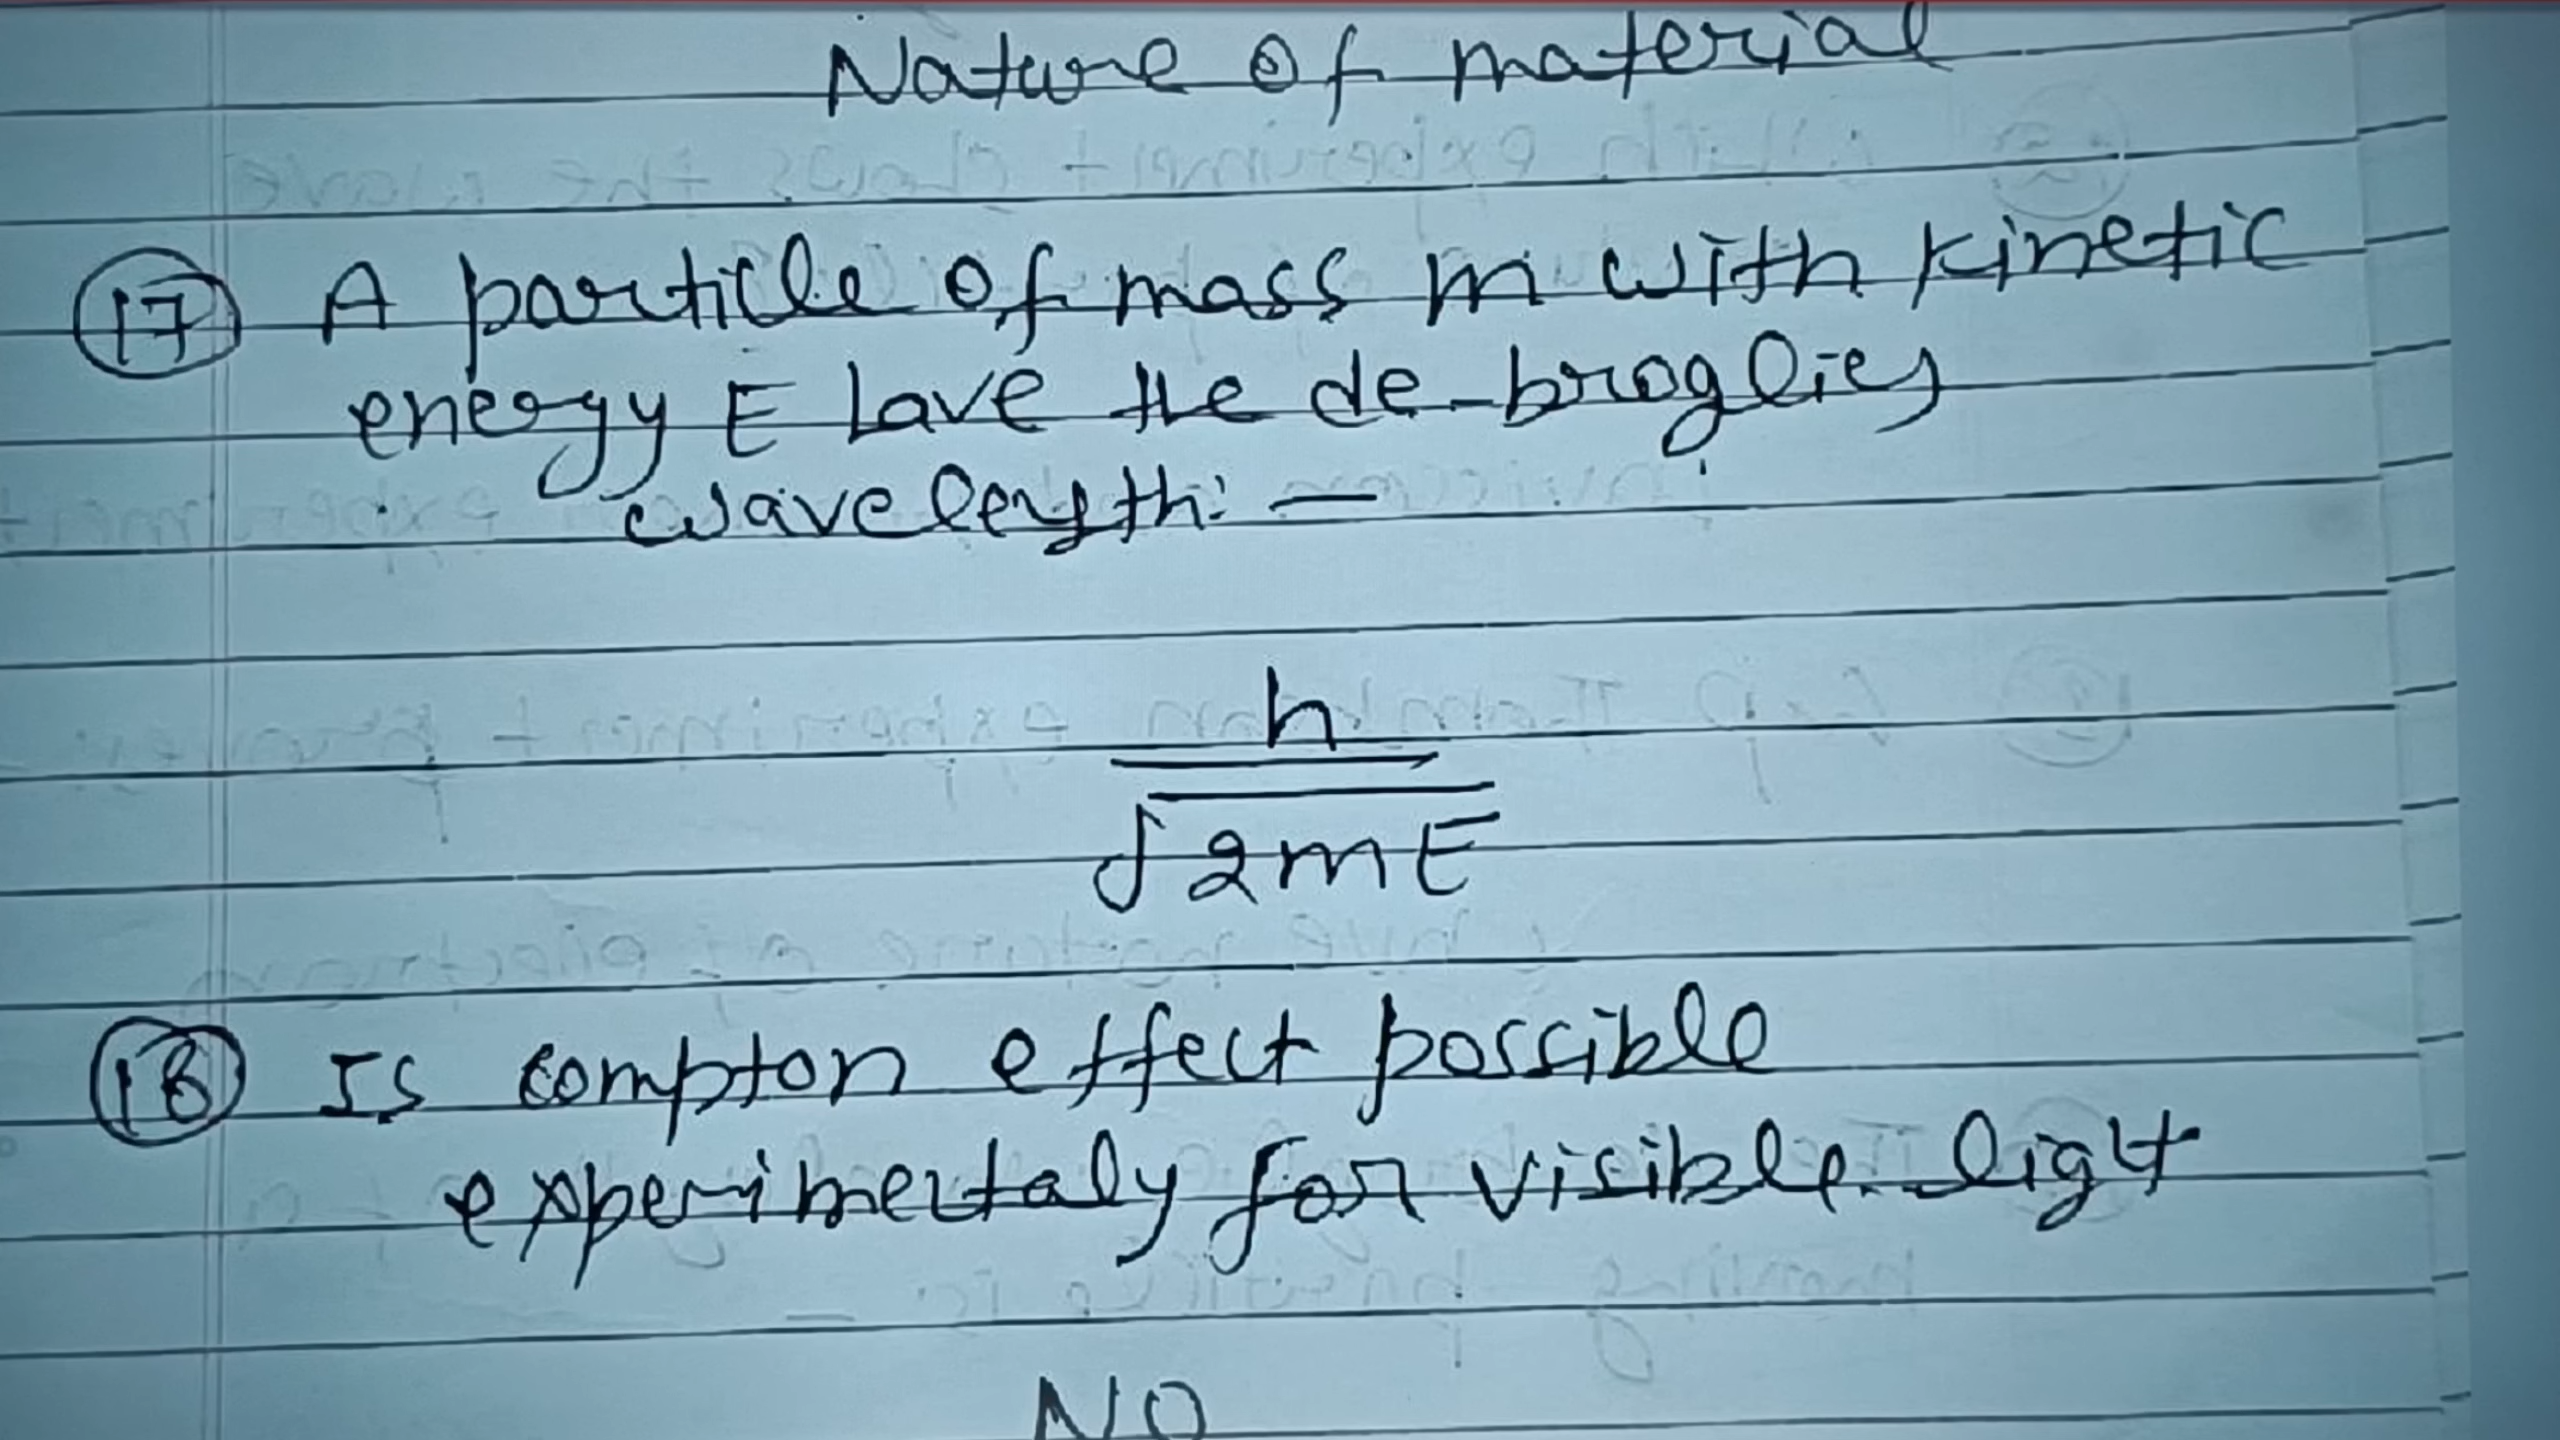 Nature of material
17 A particle of mass m with kinetic
energy E have the de-broglies
wavelength: —
h
√2mE
18 Is compton effect possible
experimentaly for visible light
NO